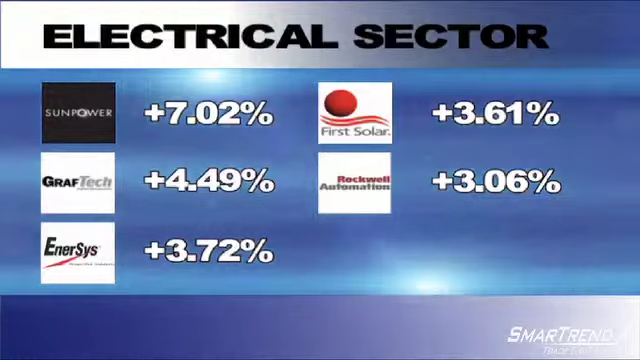 ELECTRICAL SECTOR
SUNPOWER +7.02%
GRAFTECH +4.49%
EnerSys +3.72%
First Solar. +3.61%
Rockwell
Automation +3.06%
SMARTREND